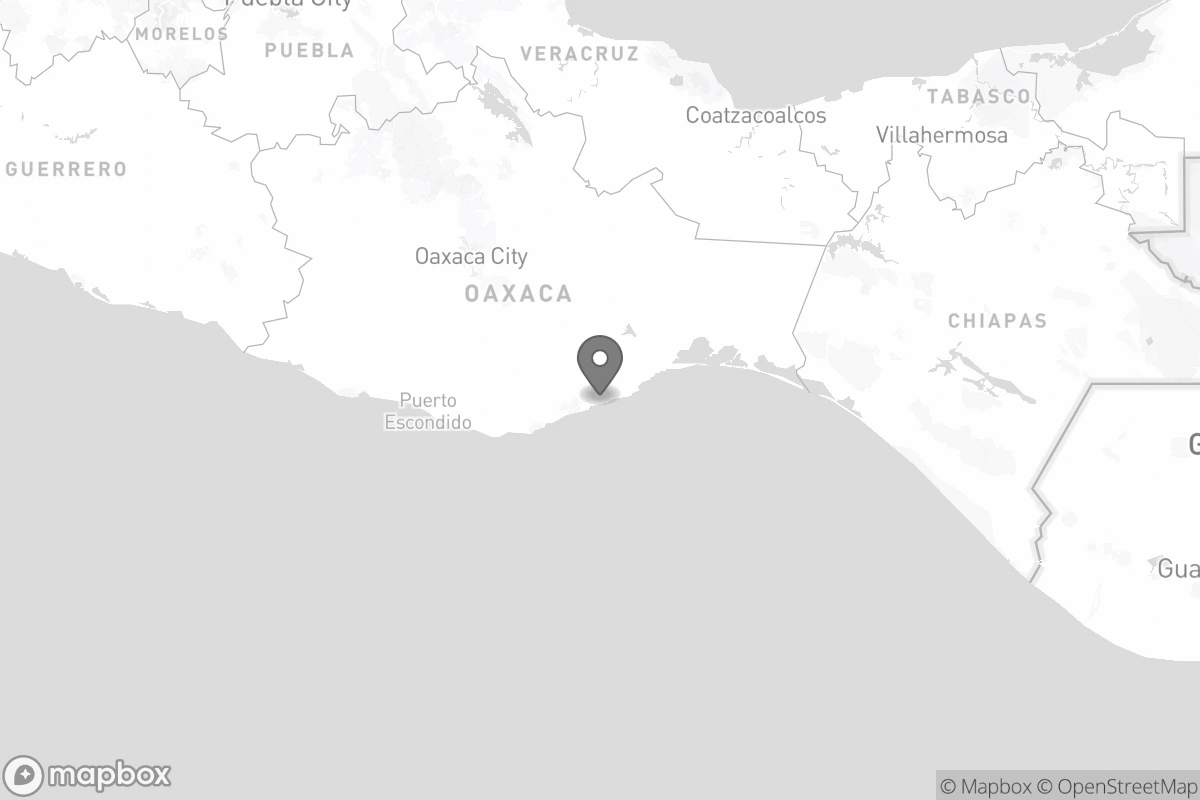 Puebla City
MORELOS
PUEBLA
VERACRUZ
TABASCO
Coatzacoalcos
Villahermosa
GUERRERO
Oaxaca City
OAXACA
CHIAPAS
Puerto
Escondido
G
Gua
mapbox
© Mapbox © OpenStreetMap